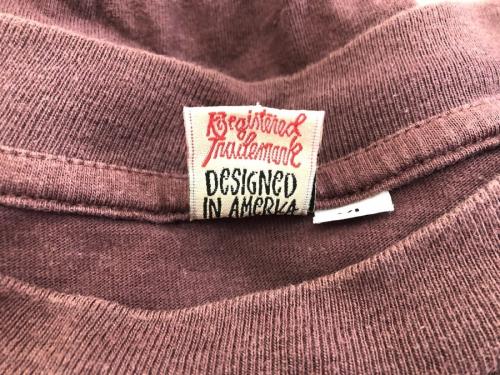 Registered
Trademark
DESIGNED
IN AMERICA